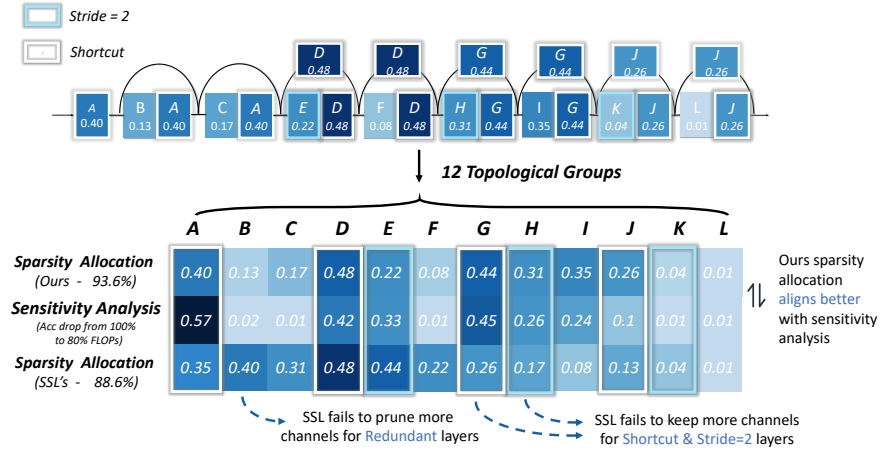 Stride = 2
Shortcut
D D G G J J
0.48 0.48 0.44 0.44 0.26 0.26
A B A C A E D F D H G I G K J L J
0.40 0.13 0.40 0.17 0.40 0.22 0.48 0.08 0.48 0.31 0.44 0.35 0.44 0.04 0.26 0.01 0.26
12 Topological Groups
A B C D E F G H I J K L
Sparsity Allocation
(Ours - 93.6%)
0.40 0.13 0.17 0.48 0.22 0.08 0.44 0.31 0.35 0.26 0.04 0.01
Sensitivity Analysis
(Acc drop from 100%
to 80% FLOPs)
0.57 0.02 0.01 0.42 0.33 0.01 0.45 0.26 0.24 0.1 0.01 0.01
Sparsity Allocation
(SSL's - 88.6%)
0.35 0.40 0.31 0.48 0.44 0.22 0.26 0.17 0.08 0.13 0.04 0.01
Ours sparsity
allocation
aligns better
with sensitivity
analysis
SSL fails to prune more
channels for Redundant layers
SSL fails to keep more channels
for Shortcut & Stride=2 layers